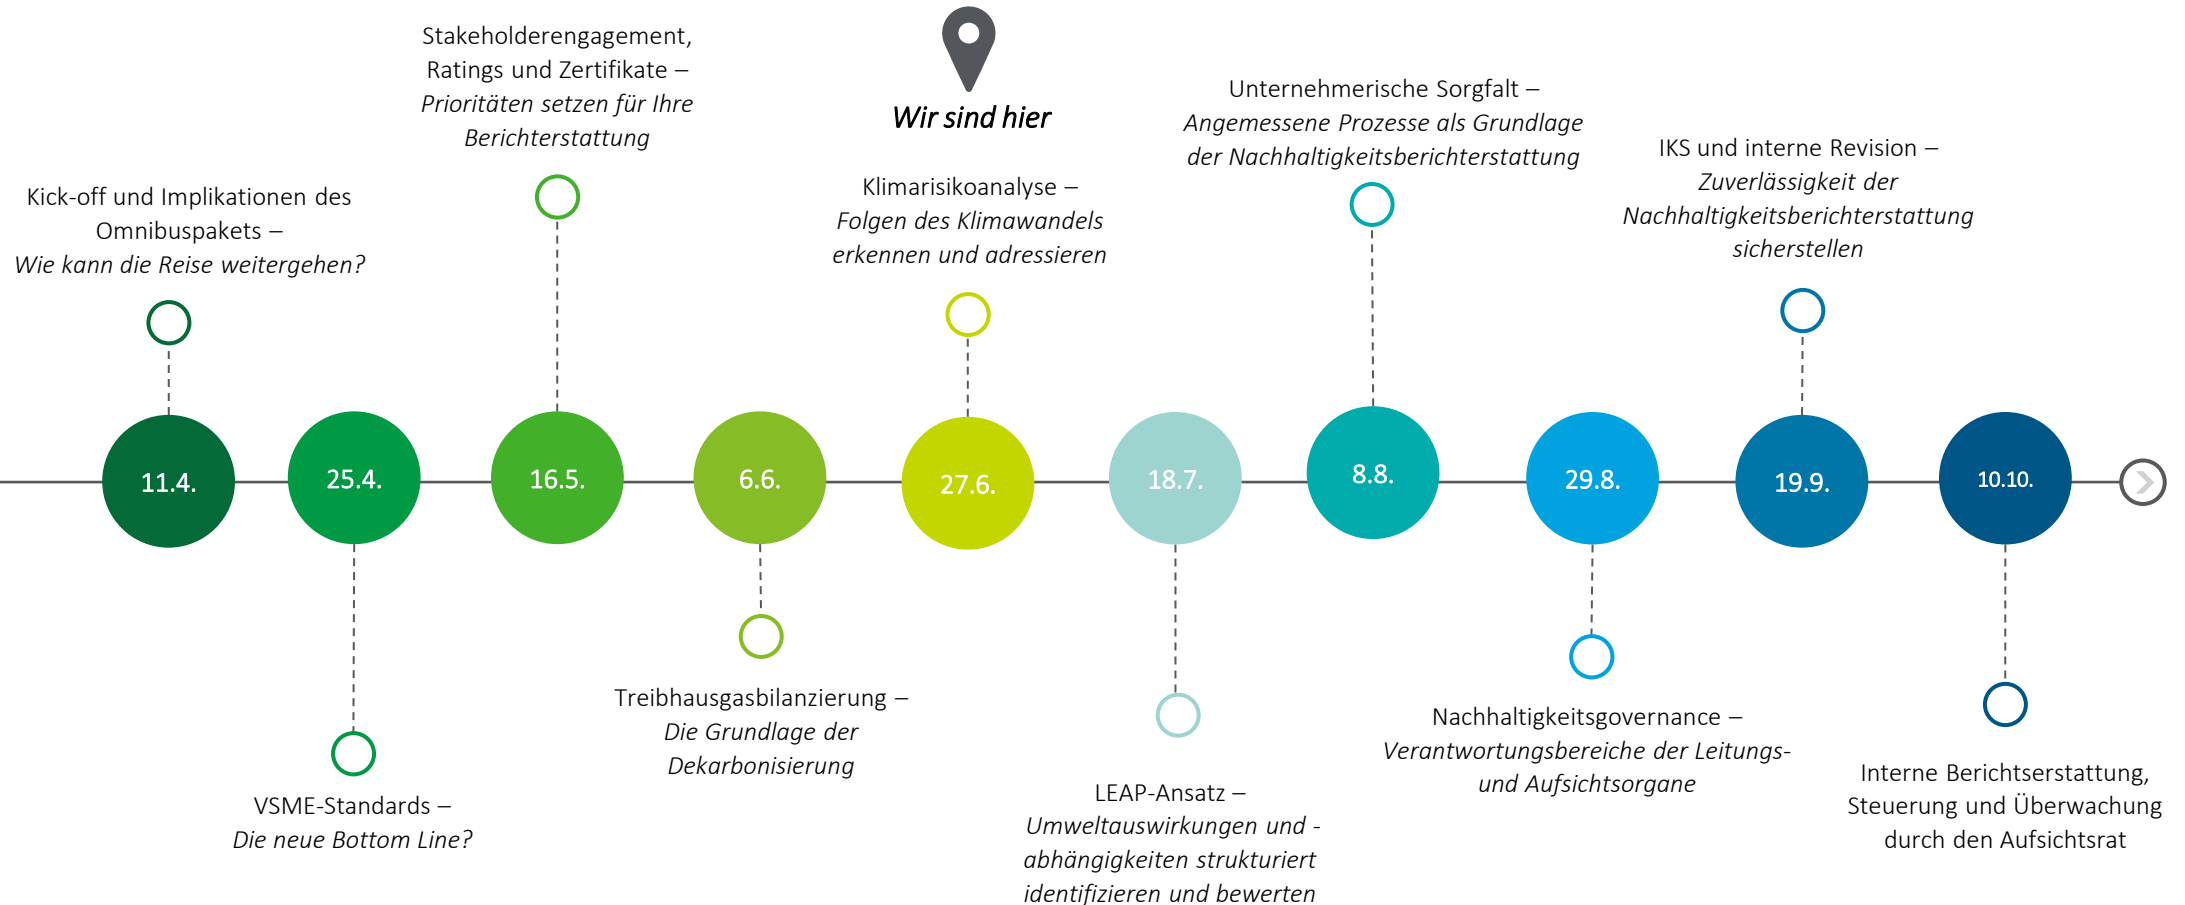 Kick-off und Implikationen des
Omnibuspakets –
Wie kann die Reise weitergehen?
11.4.
25.4.
VSME-Standards –
Die neue Bottom Line?
Stakeholderengagement,
Ratings und Zertifikate –
Prioritäten setzen für Ihre
Berichterstattung
16.5.
6.6.
Treibhausgasbilanzierung –
Die Grundlage der
Dekarbonisierung
Wir sind hier
Klimarisikoanalyse –
Folgen des Klimawandels
erkennen und adressieren
27.6.
18.7.
LEAP-Ansatz –
Umweltauswirkungen und -
abhängigkeiten strukturiert
identifizieren und bewerten
Unternehmerische Sorgfalt –
Angemessene Prozesse als Grundlage
der Nachhaltigkeitsberichterstattung
8.8.
29.8.
Nachhaltigkeitsgovernance –
Verantwortungsbereiche der Leitungs-
und Aufsichtsorgane
IKS und interne Revision –
Zuverlässigkeit der
Nachhaltigkeitsberichterstattung
sicherstellen
19.9.
10.10.
Interne Berichtserstattung,
Steuerung und Überwachung
durch den Aufsichtsrat